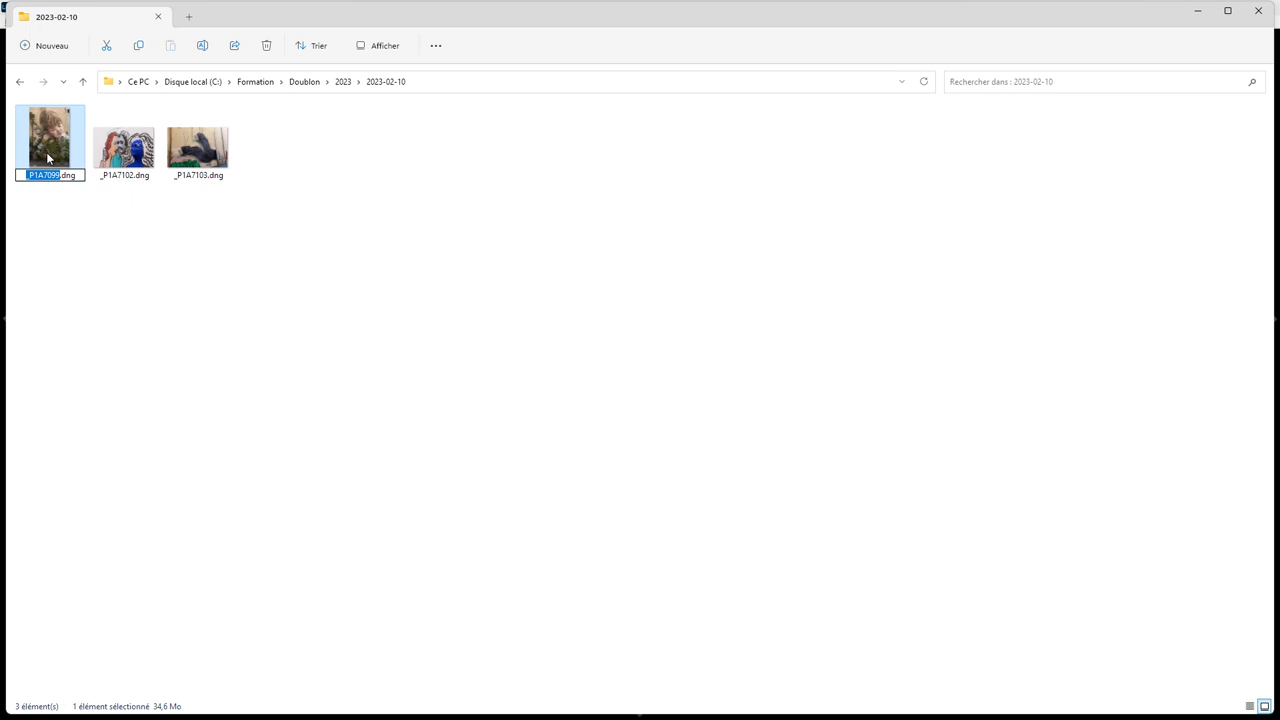 2023-02-10
Nouveau
Trier
Afficher
Ce PC > Disque local (C:) > Formation > Doublon > 2023 > 2023-02-10
Rechercher dans : 2023-02-10
_P1A7099.dng
_P1A7102.dng
_P1A7103.dng
3 élément(s)
1 élément sélectionné 34,6 Mo